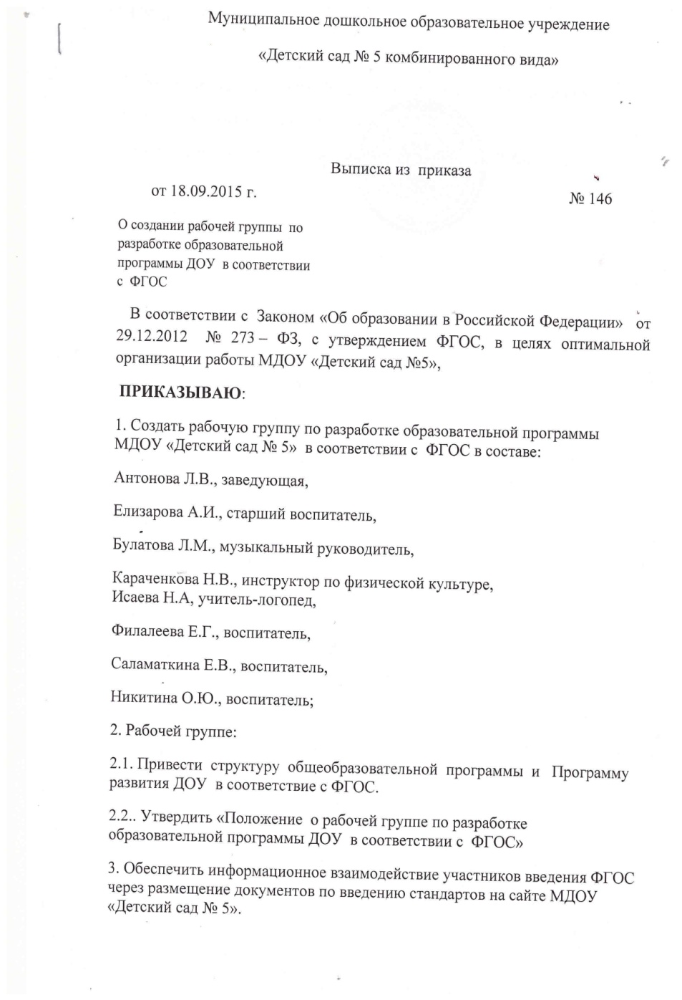 Муниципальное дошкольное образовательное учреждение
«Детский сад № 5 комбинированного вида»
Выписка из приказа
от 18.09.2015 г.
№ 146
О создании рабочей группы по
разработке образовательной
программы ДОУ в соответствии
с ФГОС
В соответствии с Законом «Об образовании в Российской Федерации» от
29.12.2012 № 273 – ФЗ, с утверждением ФГОС, в целях оптимальной
организации работы МДОУ «Детский сад №5»,
ПРИКАЗЫВАЮ:
1. Создать рабочую группу по разработке образовательной программы
МДОУ «Детский сад № 5» в соответствии с ФГОС в составе:
Антонова Л.В., заведующая,
Елизарова А.И., старший воспитатель,
Булатова Л.М., музыкальный руководитель,
Караченкова Н.В., инструктор по физической культуре,
Исаева Н.А, учитель-логопед,
Филалеева Е.Г., воспитатель,
Саламаткина Е.В., воспитатель,
Никитина О.Ю., воспитатель;
2. Рабочей группе:
2.1. Привести структуру общеобразовательной программы и Программу
развития ДОУ в соответствие с ФГОС.
2.2.. Утвердить «Положение о рабочей группе по разработке
образовательной программы ДОУ в соответствии с ФГОС»
3. Обеспечить информационное взаимодействие участников введения ФГОС
через размещение документов по введению стандартов на сайте МДОУ
«Детский сад № 5».